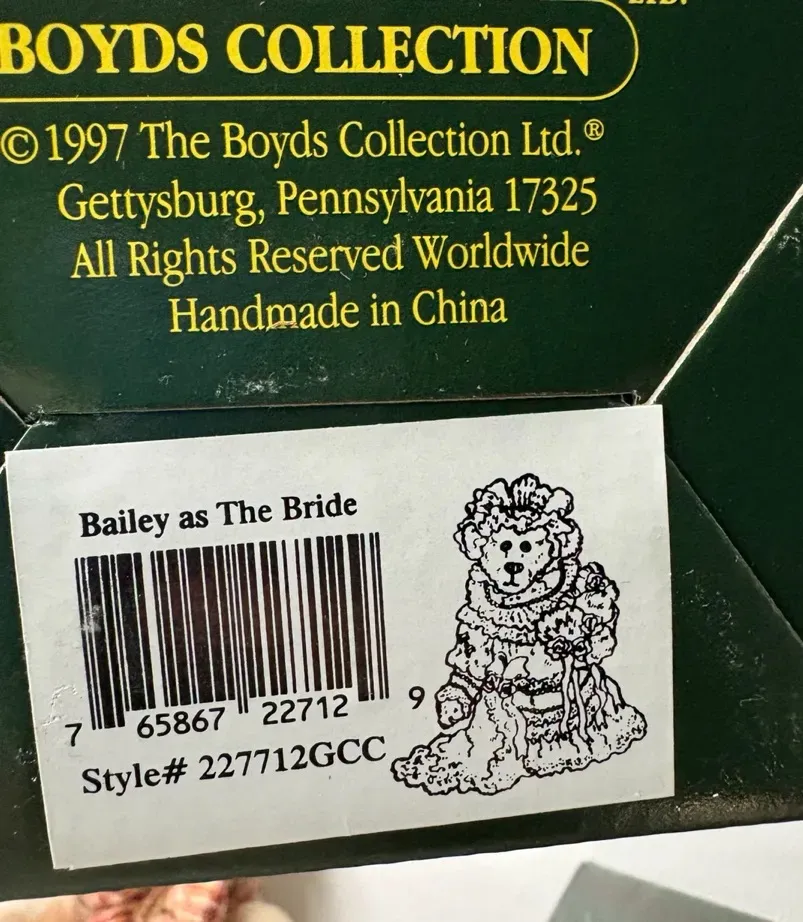 LTD.
BOYDS COLLECTION
© 1997 The Boyds Collection Ltd.®
Gettysburg, Pennsylvania 17325
All Rights Reserved Worldwide
Handmade in China
Bailey as The Bride
7 65867 22712 9
Style# 227712GCC